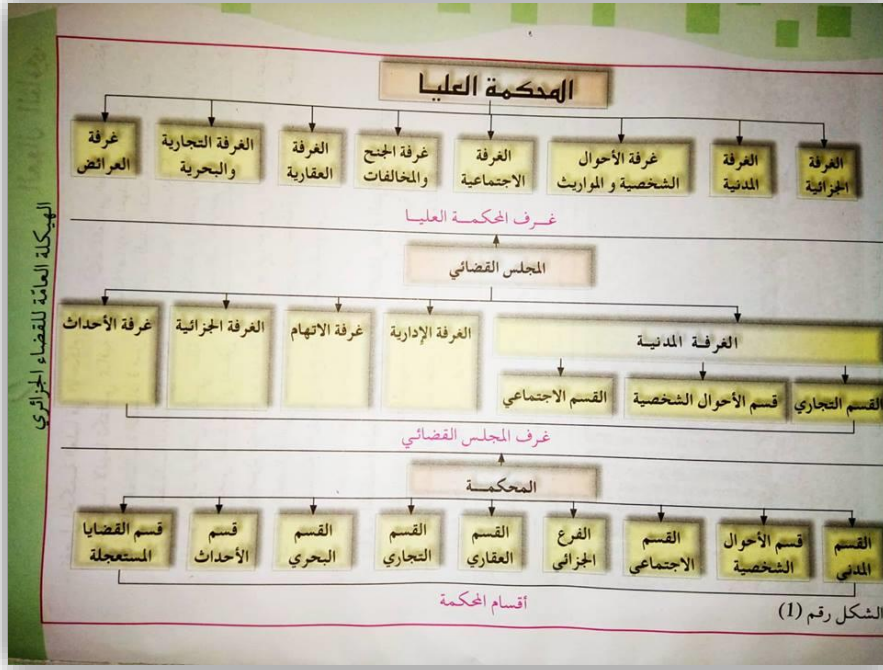 المحكمة العليا
الغرفة الجزائية
الغرفة المدنية
غرفة الأحوال الشخصية و المواريث
الغرفة الاجتماعية
غرفة الجنح والمخالفات
الغرفة العقارية
الغرفة التجارية والبحرية
غرفة العرائض
غرف المحكمة العليا
المجلس القضائي
الغرفة المدنية
الغرفة الإدارية
غرفة الاتهام
الغرفة الجزائية
غرفة الأحداث
القسم التجاري
قسم الأحوال الشخصية
القسم الاجتماعي
غرف المجلس القضائي
المحكمة
القسم المدني
قسم الأحوال الشخصية
القسم الاجتماعي
الفرع الجزائي
القسم العقاري
القسم التجاري
القسم البحري
قسم الأحداث
قسم القضايا المستعجلة
أقسام المحكمة
الشكل رقم (1)
الهيكلة العامّة للقضاء الجزائري